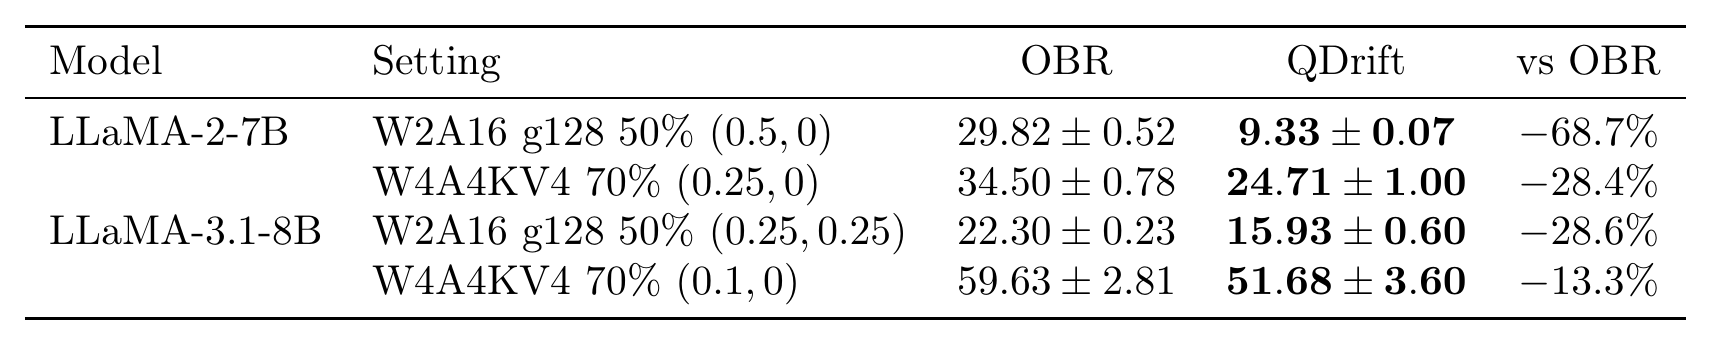 Model Setting OBR QDrift vs OBR
LLaMA-2-7B W2A16 g128 50% (0.5, 0) 29.82 ± 0.52 9.33 ± 0.07 −68.7%
W4A4KV4 70% (0.25, 0) 34.50 ± 0.78 24.71 ± 1.00 −28.4%
LLaMA-3.1-8B W2A16 g128 50% (0.25, 0.25) 22.30 ± 0.23 15.93 ± 0.60 −28.6%
W4A4KV4 70% (0.1, 0) 59.63 ± 2.81 51.68 ± 3.60 −13.3%